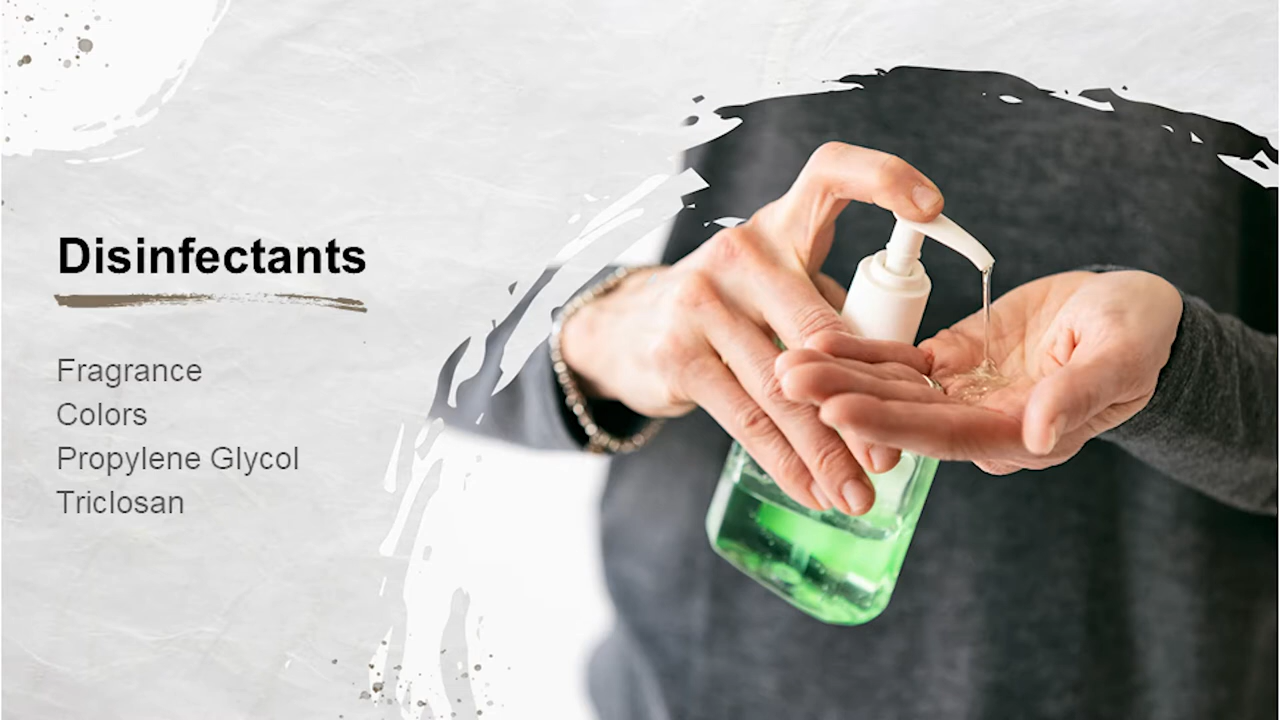 Disinfectants
Fragrance
Colors
Propylene Glycol
Triclosan